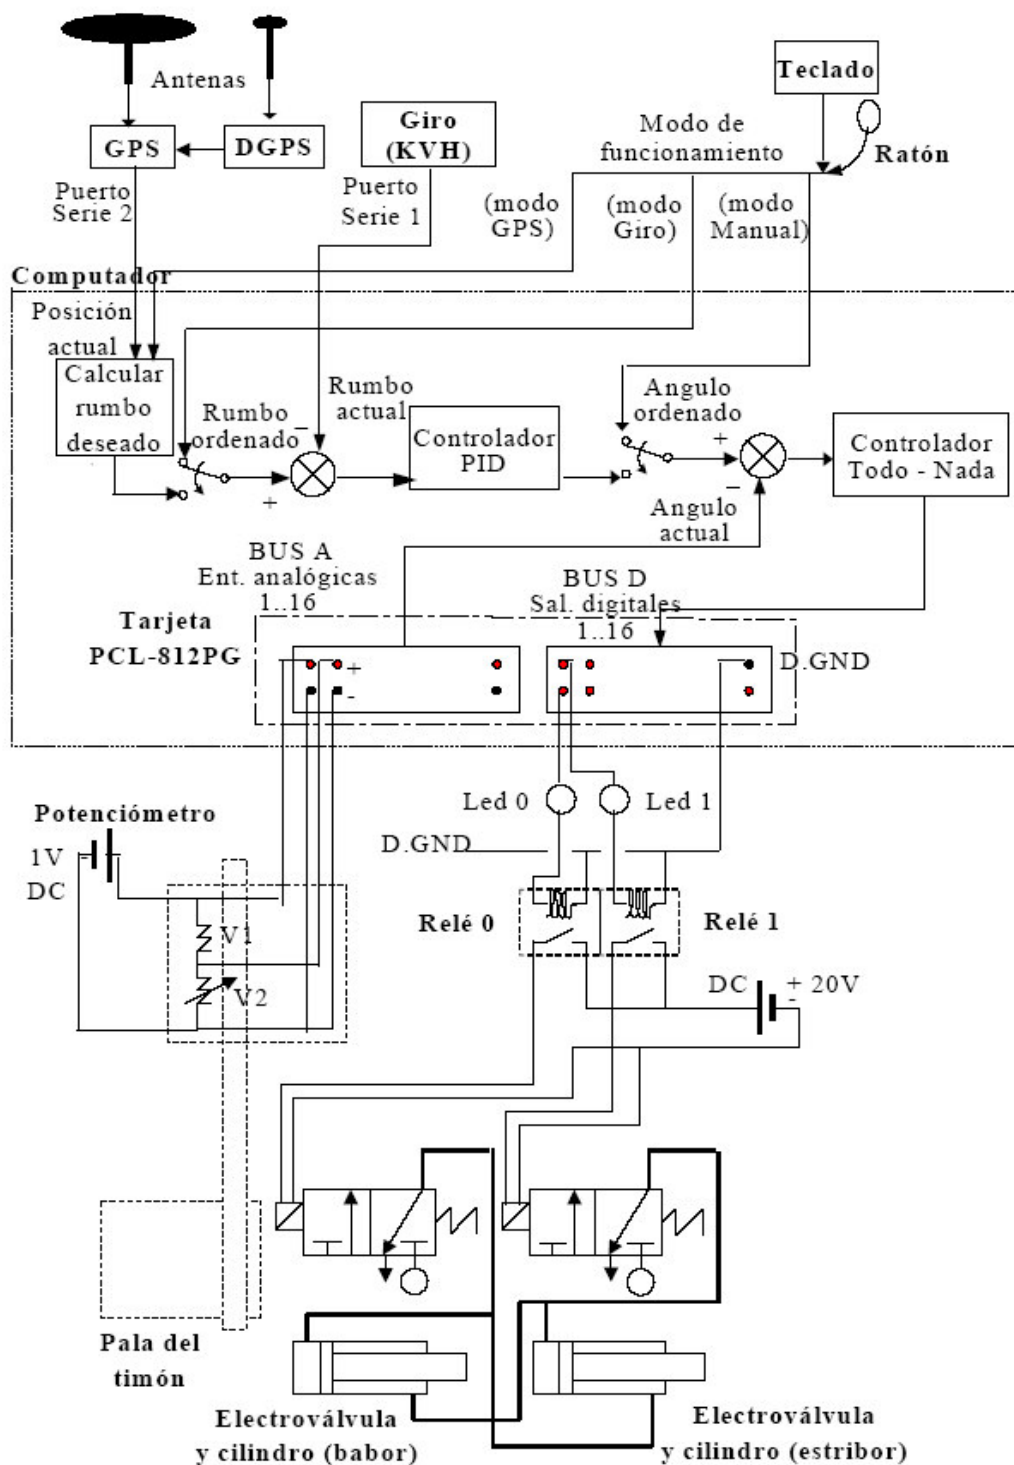 Antenas
Teclado
GPS
DGPS
Giro
(KVH)
Modo de
funcionamiento
Ratón
Puerto
Serie 2
Puerto
Serie 1
(modo
GPS)
(modo
Giro)
(modo
Manual)
Computador
Posición
actual
Calcular
rumbo
deseado
Rumbo
ordenado
−
+
Rumbo
actual
Controlador
PID
Angulo
ordenado
+
−
Angulo
actual
Controlador
Todo - Nada
BUS A
Ent. analógicas
1..16
BUS D
Sal. digitales
1..16
Tarjeta
PCL-812PG
+
-
D.GND
Led 0
Led 1
Potenciómetro
1V
-
DC
D.GND
V1
V2
Relé 0
Relé 1
DC
+ 20V
-
Pala del
timón
Electroválvula
y cilindro (babor)
Electroválvula
y cilindro (estribor)